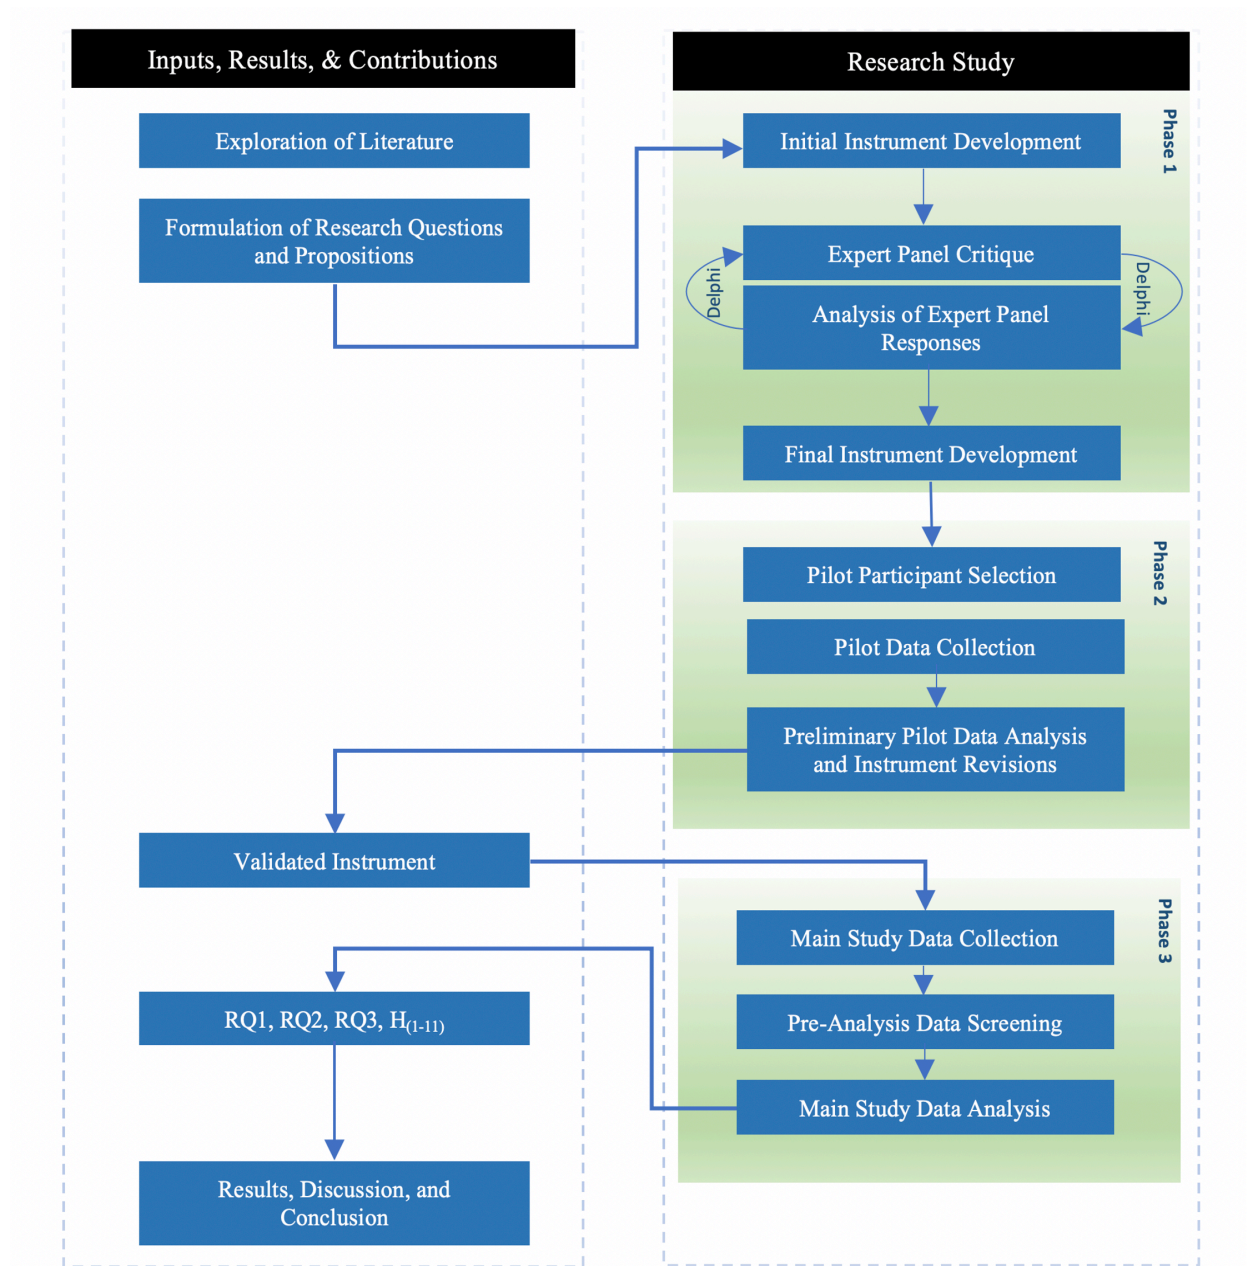 Inputs, Results, & Contributions
Exploration of Literature
Formulation of Research Questions
and Propositions
Validated Instrument
RQ1, RQ2, RQ3, H(1-11)
Results, Discussion, and
Conclusion
Research Study
Phase 1
Initial Instrument Development
Expert Panel Critique
Delphi
Delphi
Analysis of Expert Panel
Responses
Final Instrument Development
Phase 2
Pilot Participant Selection
Pilot Data Collection
Preliminary Pilot Data Analysis
and Instrument Revisions
Phase 3
Main Study Data Collection
Pre-Analysis Data Screening
Main Study Data Analysis